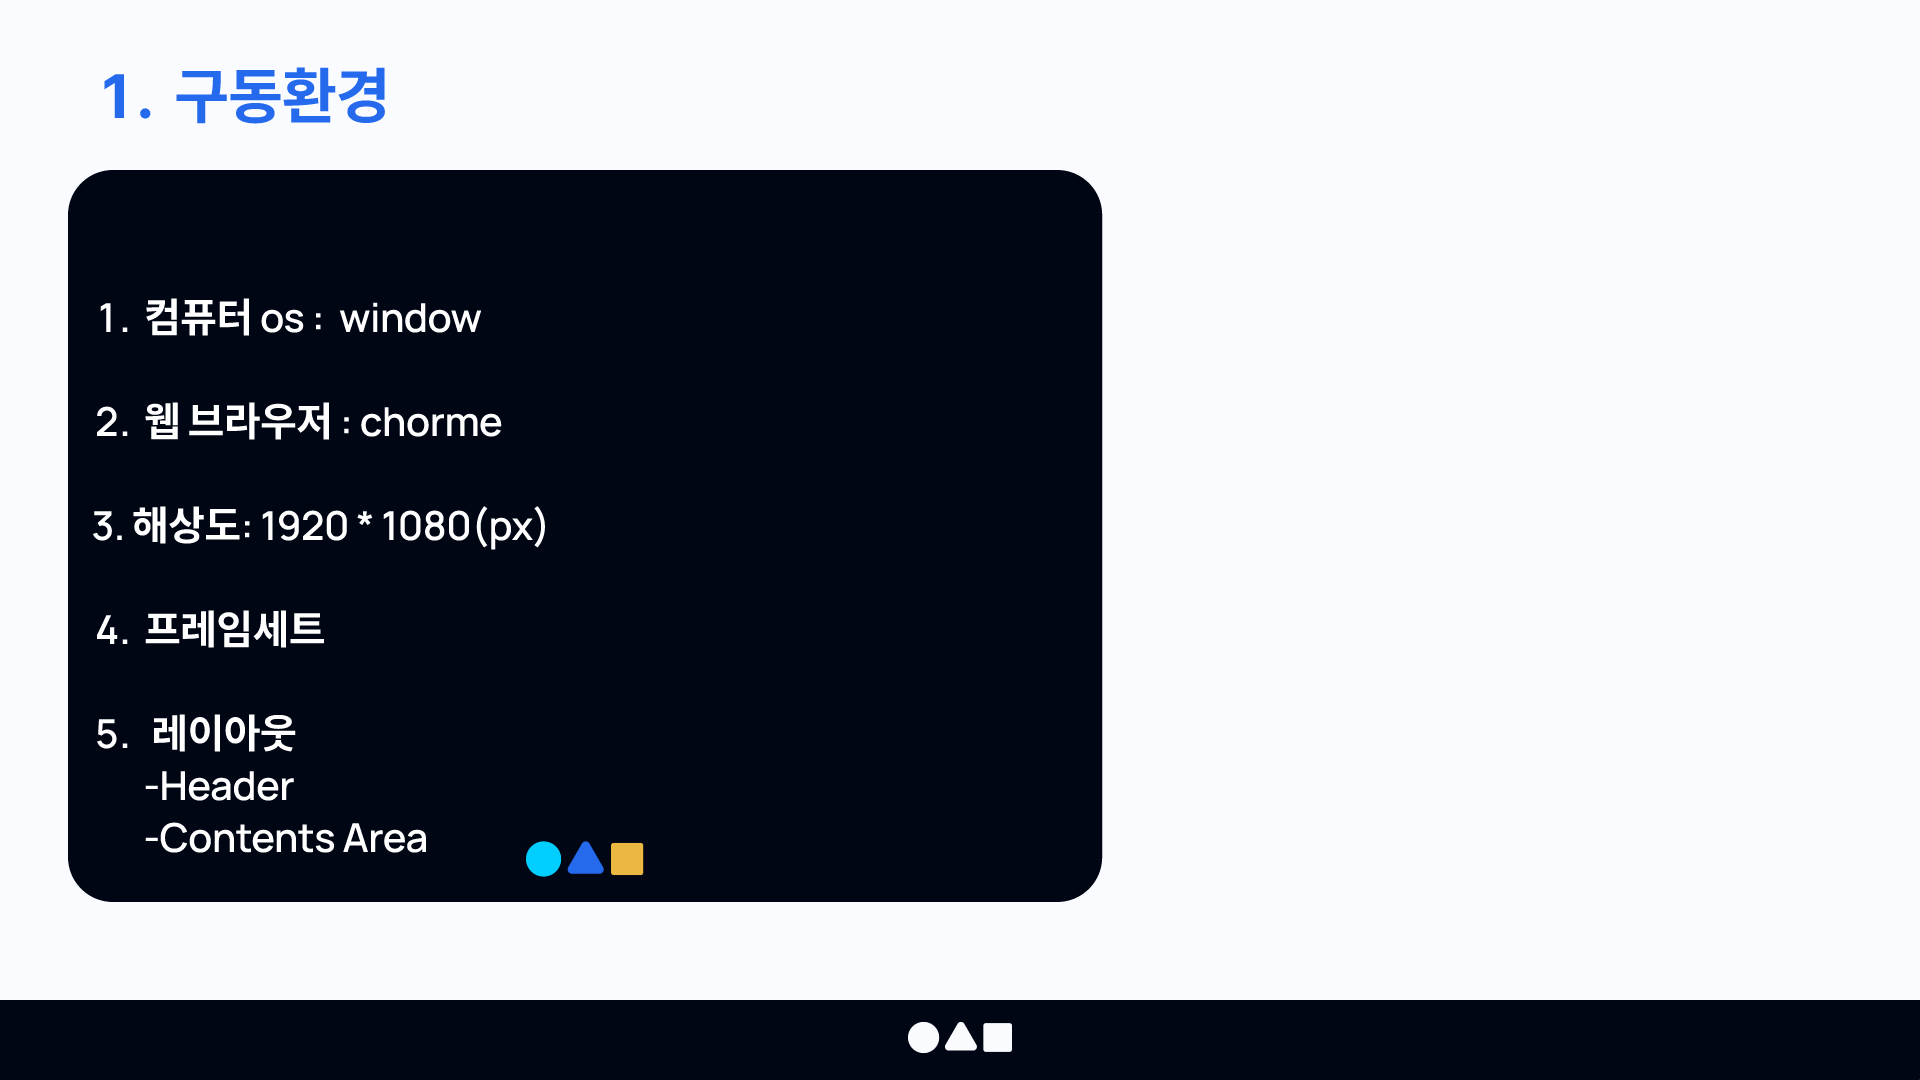 1. 구동환경
1. 컴퓨터 os : window
2. 웹 브라우저 : chorme
3. 해상도: 1920 * 1080(px)
4. 프레임세트
5. 레이아웃
-Header
-Contents Area